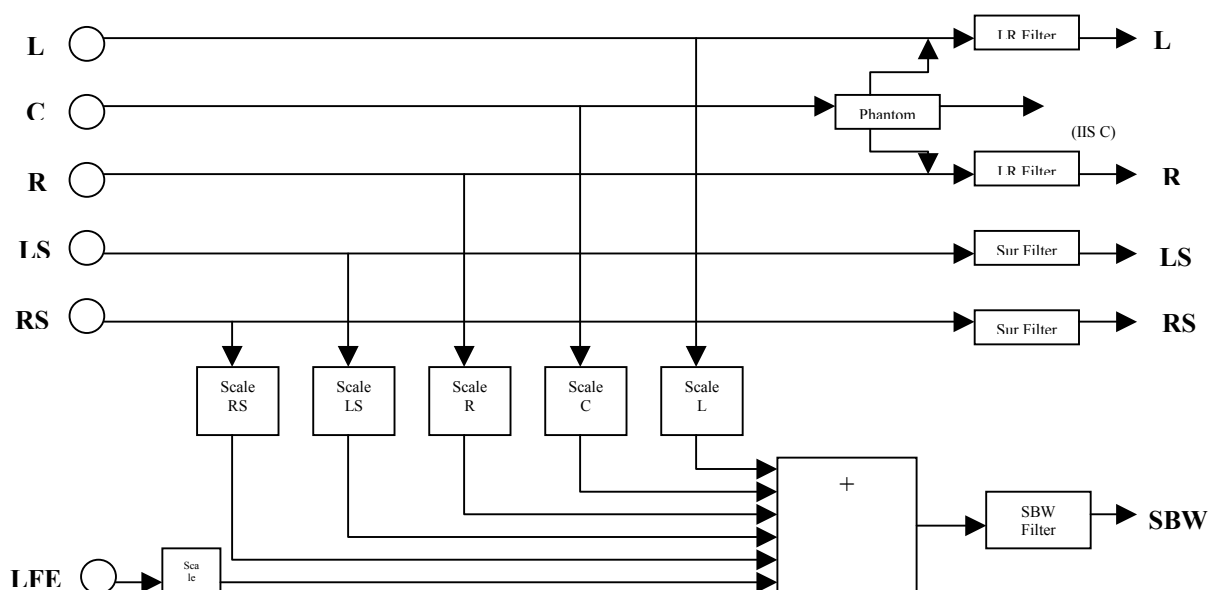 L
LR Filter
L
C
Phantom
(IIS C)
R
LR Filter
R
LS
Sur Filter
LS
RS
Sur Filter
RS
Scale
RS
Scale
LS
Scale
R
Scale
C
Scale
L
+
SBW
Filter
SBW
LFE
Sca
le